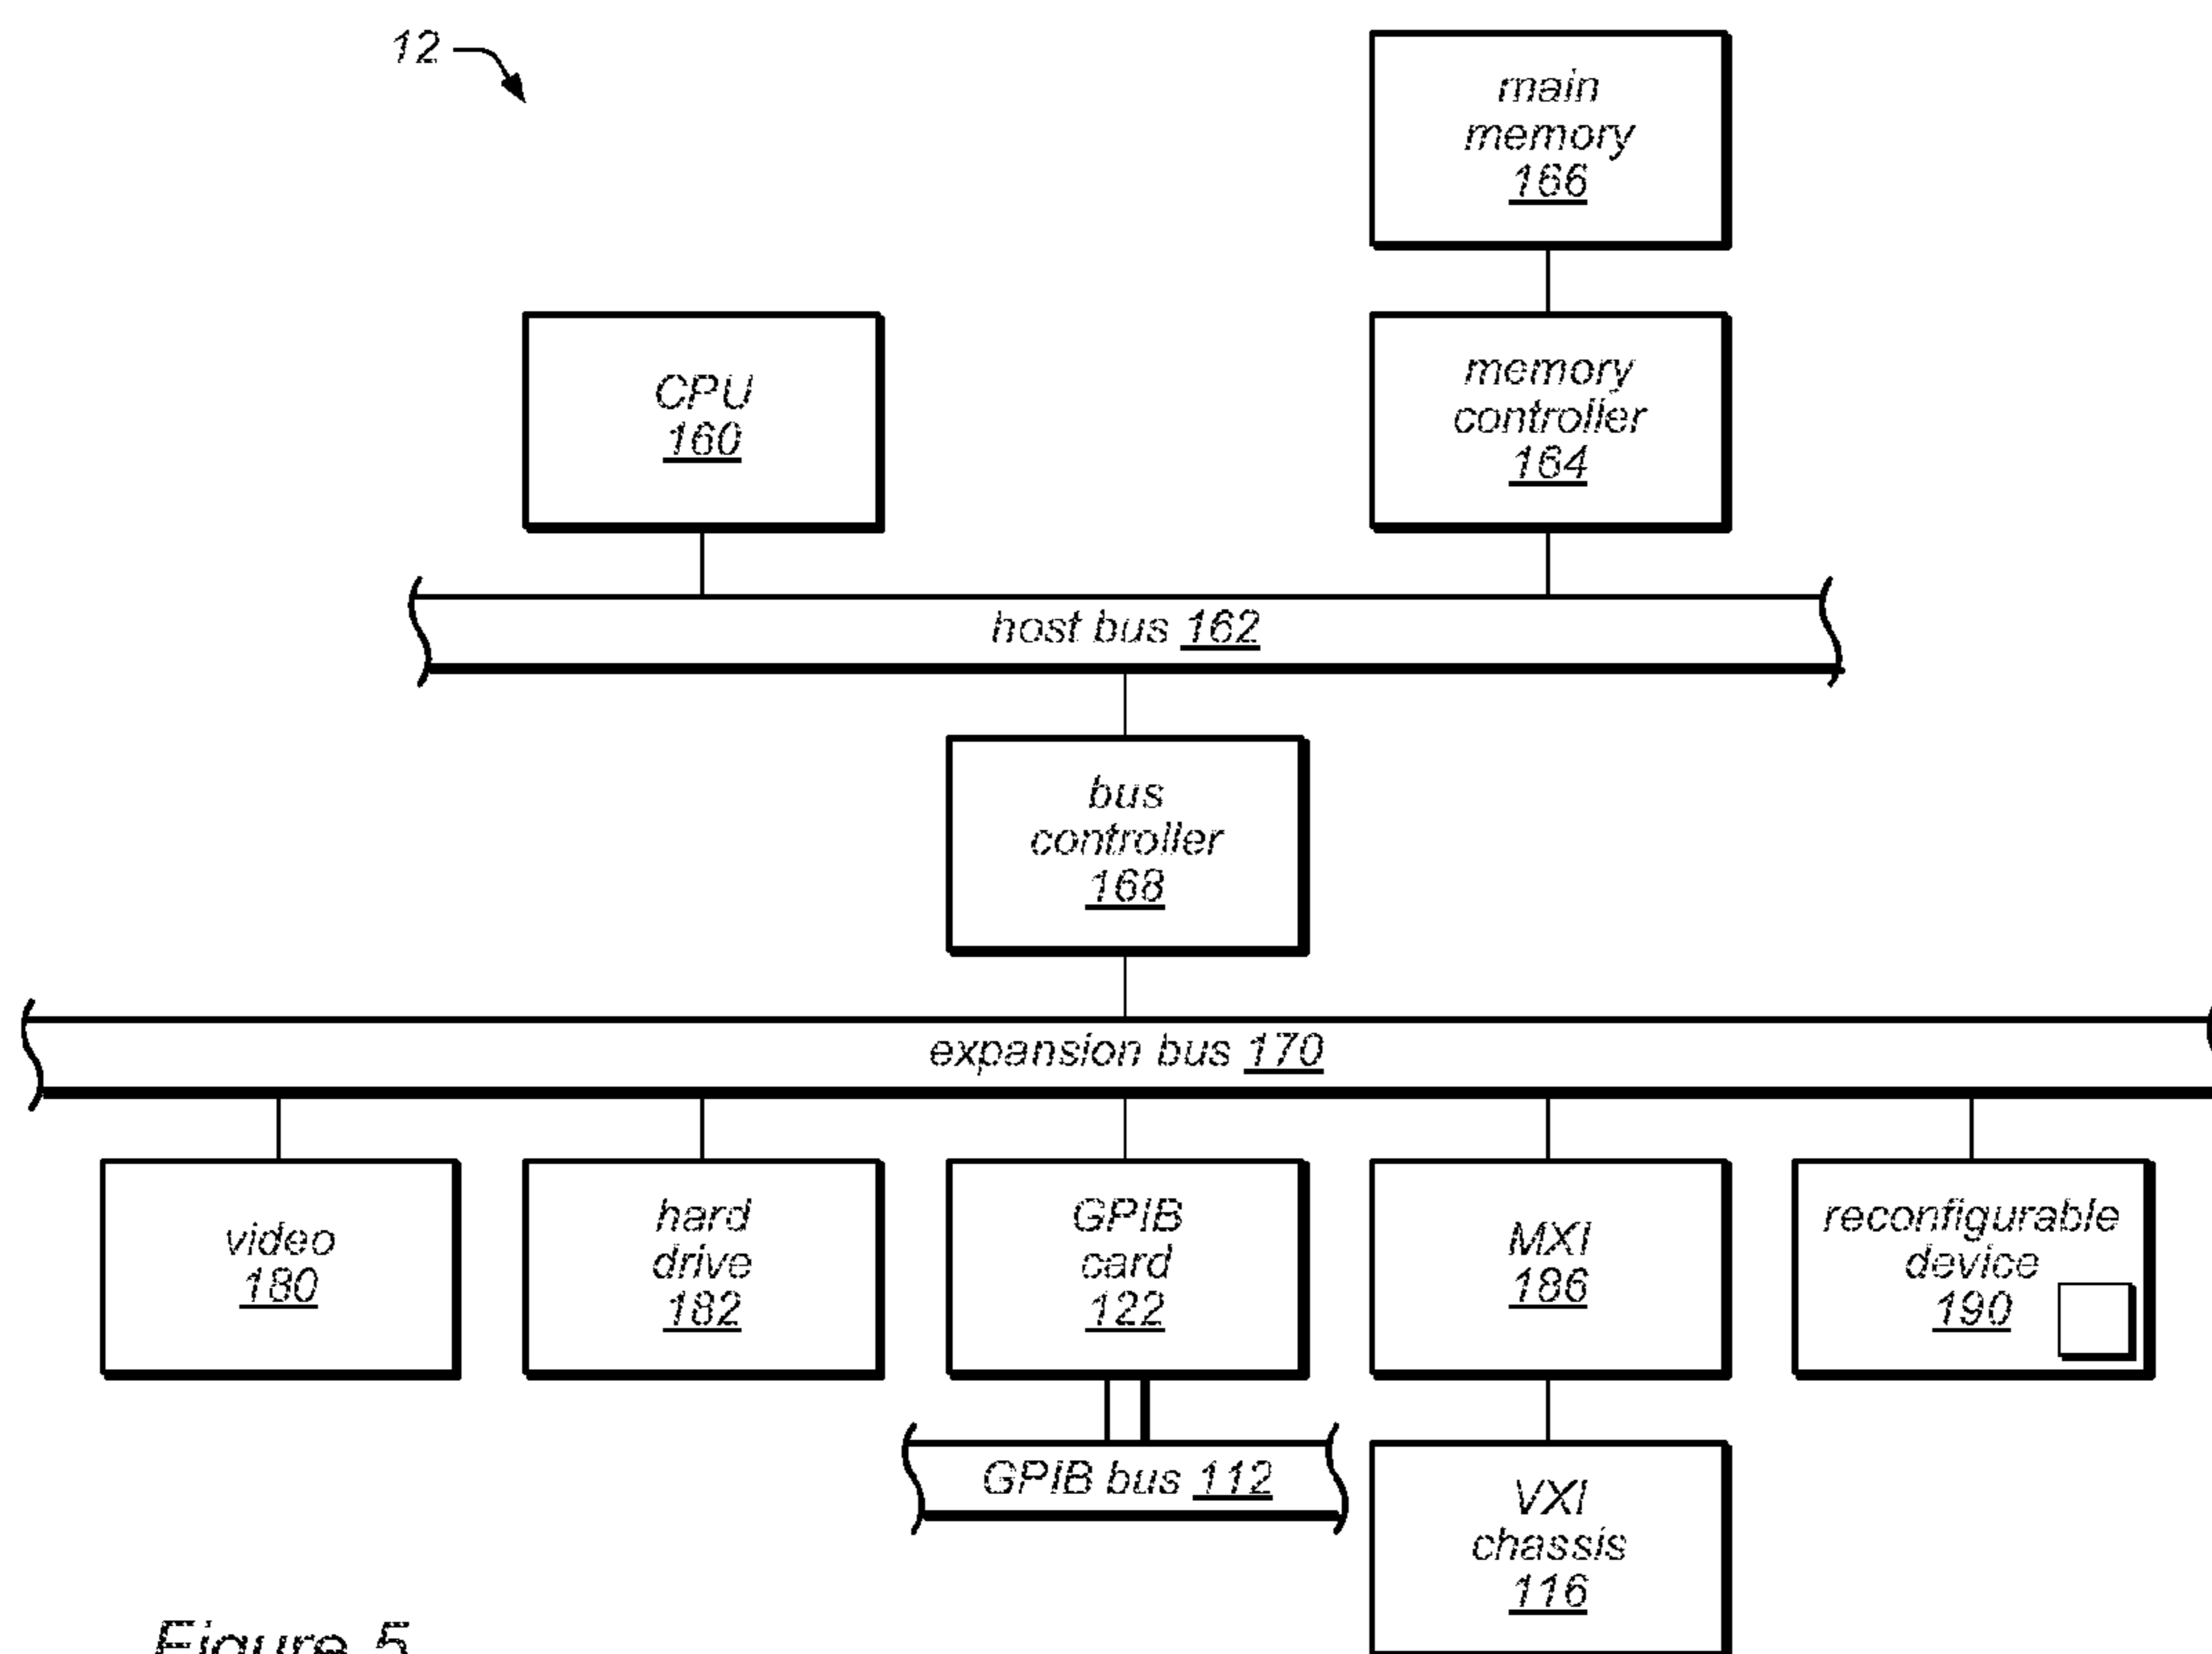 12
main
memory
166
CPU
160
memory
controller
164
host bus 162
bus
controller
168
expansion bus 170
video
180
hard
drive
182
GPIB
card
122
MXI
186
reconfigurable
device
190
GPIB bus 112
VXI
chassis
116
Figure 5